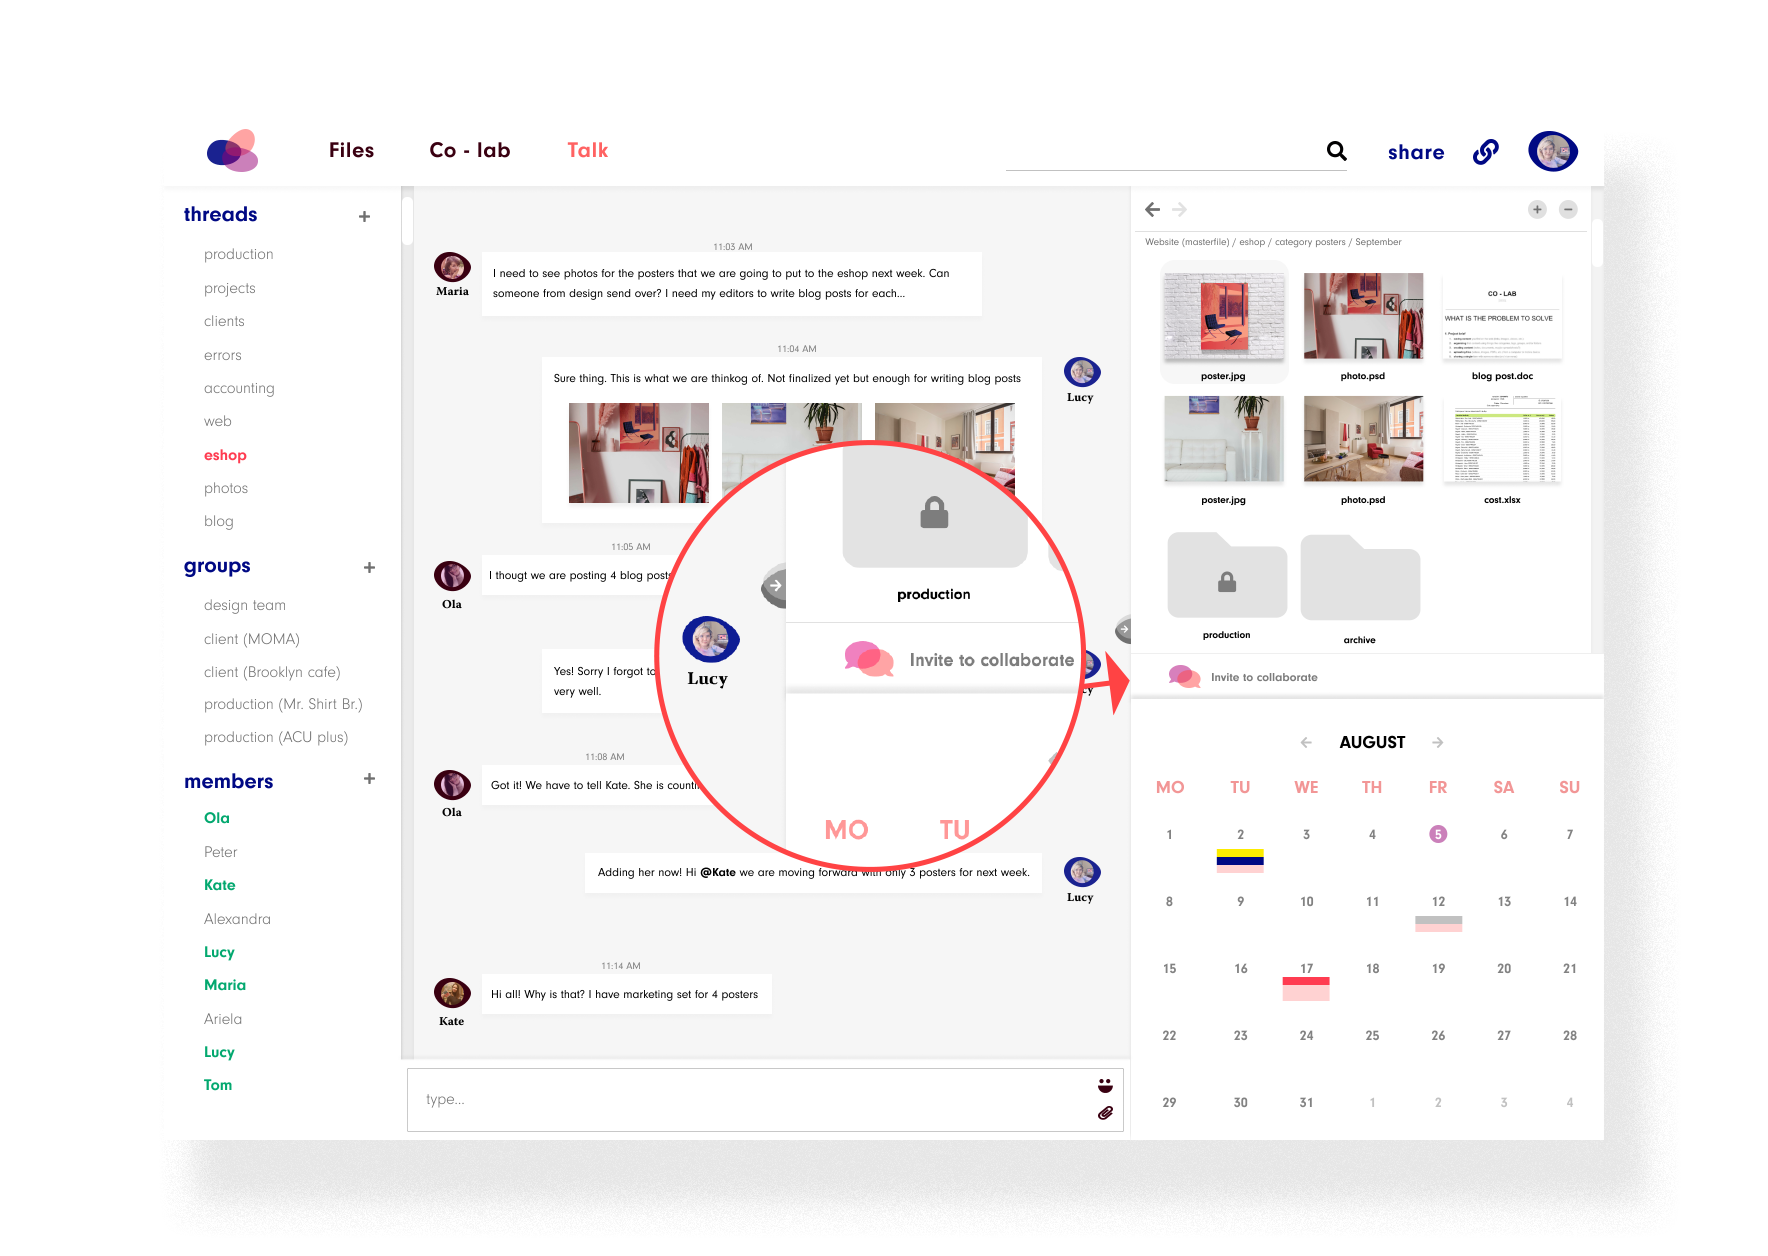 Files
Co - lab
Talk
share
threads
production
projects
clients
errors
accounting
web
eshop
photos
blog
groups
design team
client (MOMA)
client (Brooklyn cafe)
production (Mr. Shirt Br.)
production (ACU plus)
members
Ola
Peter
Kate
Alexandra
Lucy
Maria
Ariela
Lucy
Tom
11:03 AM
Maria
I need to see photos for the posters that we are going to put to the eshop next week. Can
someone from design send over? I need my editors to write blog posts for each...
11:04 AM
Sure thing. This is what we are thinkog of. Not finalized yet but enough for writing blog posts
Lucy
11:05 AM
I thougt we are posting 4 blog posts
Ola
Yes! Sorry I forgot to
very well.
11:08 AM
Got it! We have to tell Kate. She is counti
Ola
Adding her now! Hi @Kate we are moving forward with only 3 posters for next week.
Lucy
11:14 AM
Hi all! Why is that? I have marketing set for 4 posters
Kate
type...
production
Lucy
Invite to collaborate
MO TU
cy
Website (masterfile) / eshop / category posters / September
CO - LAB
WHAT IS THE PROBLEM TO SOLVE
poster.jpg
photo.psd
blog post.doc
poster.jpg
photo.psd
cost.xlsx
production
archive
Invite to collaborate
AUGUST
MO TU WE TH FR SA SU
1 2 3 4 5 6 7
8 9 10 11 12 13 14
15 16 17 18 19 20 21
22 23 24 25 26 27 28
29 30 31 1 2 3 4